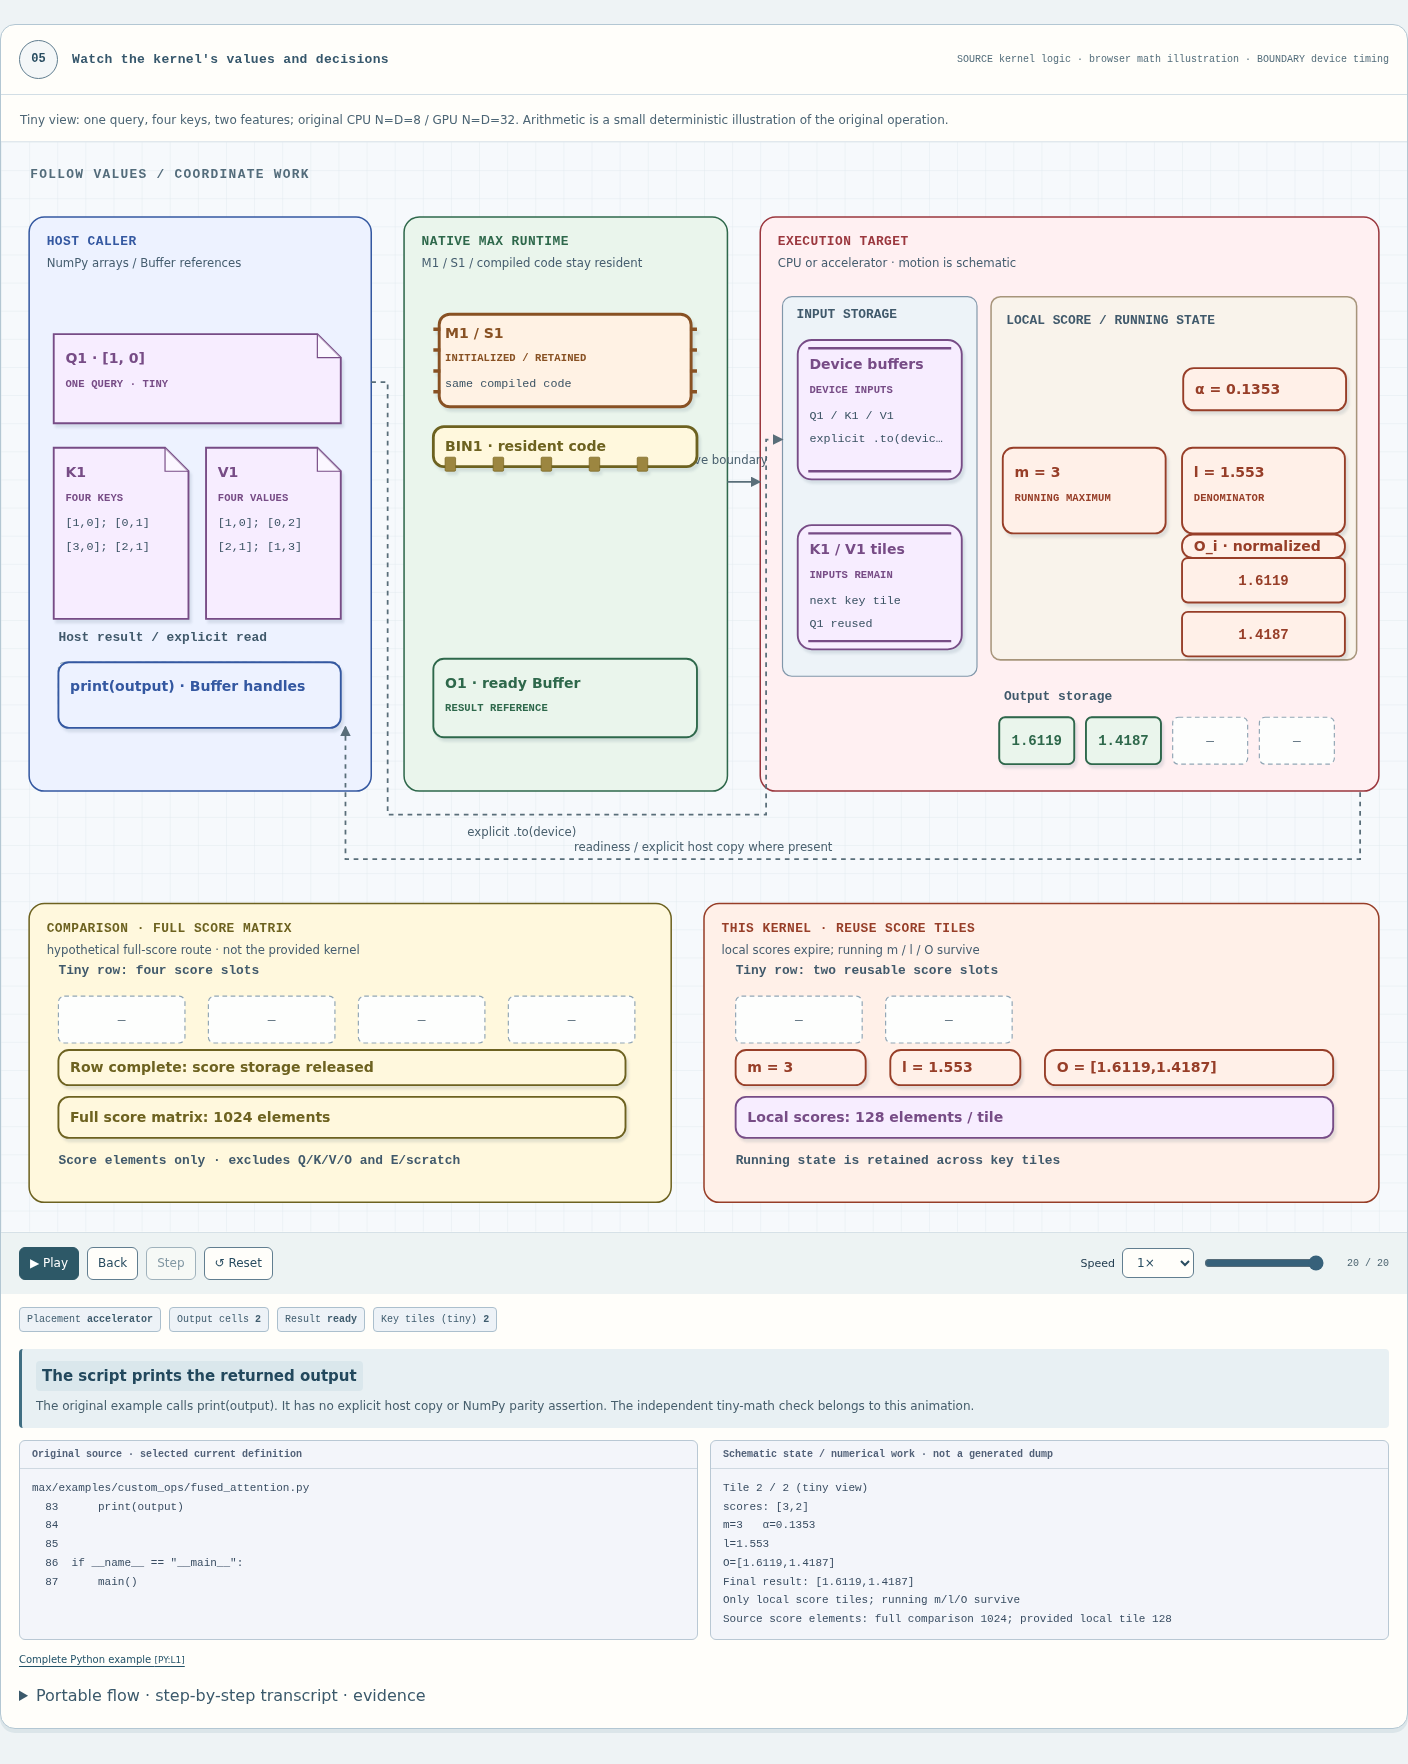 05
Watch the kernel's values and decisions
SOURCE kernel logic · browser math illustration · BOUNDARY device timing
Tiny view: one query, four keys, two features; original CPU N=D=8 / GPU N=D=32. Arithmetic is a small deterministic illustration of the original operation.
FOLLOW VALUES / COORDINATE WORK
HOST CALLER
NumPy arrays / Buffer references
Q1 · [1, 0]
ONE QUERY · TINY
K1
FOUR KEYS
[1,0]; [0,1]
[3,0]; [2,1]
V1
FOUR VALUES
[1,0]; [0,2]
[2,1]; [1,3]
Host result / explicit read
print(output) · Buffer handles
NATIVE MAX RUNTIME
M1 / S1 / compiled code stay resident
M1 / S1
INITIALIZED / RETAINED
same compiled code
BIN1 · resident code
boundary
O1 · ready Buffer
RESULT REFERENCE
EXECUTION TARGET
CPU or accelerator · motion is schematic
INPUT STORAGE
Device buffers
DEVICE INPUTS
Q1 / K1 / V1
explicit .to(devic…
K1 / V1 tiles
INPUTS REMAIN
next key tile
Q1 reused
LOCAL SCORE / RUNNING STATE
α = 0.1353
m = 3
RUNNING MAXIMUM
l = 1.553
DENOMINATOR
O_i · normalized
1.6119
1.4187
Output storage
1.6119
1.4187
—
—
explicit .to(device)
readiness / explicit host copy where present
COMPARISON · FULL SCORE MATRIX
hypothetical full-score route · not the provided kernel
Tiny row: four score slots
—
—
—
—
Row complete: score storage released
Full score matrix: 1024 elements
Score elements only · excludes Q/K/V/O and E/scratch
THIS KERNEL · REUSE SCORE TILES
local scores expire; running m / l / O survive
Tiny row: two reusable score slots
—
—
m = 3
l = 1.553
O = [1.6119,1.4187]
Local scores: 128 elements / tile
Running state is retained across key tiles
▶ Play
Back
Step
↺ Reset
Speed
1×
20 / 20
Placement accelerator
Output cells 2
Result ready
Key tiles (tiny) 2
The script prints the returned output
The original example calls print(output). It has no explicit host copy or NumPy parity assertion. The independent tiny-math check belongs to this animation.
Original source · selected current definition
max/examples/custom_ops/fused_attention.py
83 print(output)
84
85
86 if __name__ == "__main__":
87 main()
Schematic state / numerical work · not a generated dump
Tile 2 / 2 (tiny view)
scores: [3,2]
m=3 α=0.1353
l=1.553
O=[1.6119,1.4187]
Final result: [1.6119,1.4187]
Only local score tiles; running m/l/O survive
Source score elements: full comparison 1024; provided local tile 128
Complete Python example [PY:L1]
▶ Portable flow · step-by-step transcript · evidence